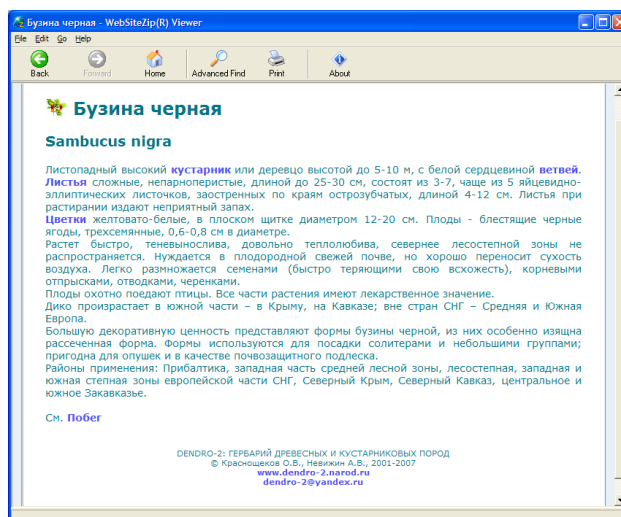 Бузина черная - WebSiteZip(R) Viewer
File Edit Go Help
Back Forward Home Advanced Find Print About
Бузина черная
Sambucus nigra
Листопадный высокий кустарник или деревцо высотой до 5-10 м, с белой сердцевиной ветвей.
Листья сложные, непарноперистые, длиной до 25-30 см, состоят из 3-7, чаще из 5 яйцевидно-
эллиптических листочков, заостренных по краям острозубчатых, длиной 4-12 см. Листья при
растирании издают неприятный запах.
Цветки желтовато-белые, в плоском щитке диаметром 12-20 см. Плоды - блестящие черные
ягоды, трехсемянные, 0,6-0,8 см в диаметре.
Растет быстро, теневынослива, довольно теплолюбива, севернее лесостепной зоны не
распространяется. Нуждается в плодородной свежей почве, но хорошо переносит сухость
воздуха. Легко размножается семенами (быстро теряющими свою всхожесть), корневыми
отпрысками, отводками, черенками.
Плоды охотно поедают птицы. Все части растения имеют лекарственное значение.
Дико произрастает в южной части – в Крыму, на Кавказе; вне стран СНГ – Средняя и Южная
Европа.
Большую декоративную ценность представляют формы бузины черной, из них особенно изящна
рассеченная форма. Формы используются для посадки солитерами и небольшими группами;
пригодна для опушек и в качестве почвозащитного подлеска.
Районы применения: Прибалтика, западная часть средней лесной зоны, лесостепная, западная и
южная степная зоны европейской части СНГ, Северный Крым, Северный Кавказ, центральное и
южное Закавказье.
См. Побег
DENDRO-2: ГЕРБАРИЙ ДРЕВЕСНЫХ И КУСТАРНИКОВЫХ ПОРОД
© Краснощеков О.В., Невижин А.В., 2001-2007
www.dendro-2.narod.ru
dendro-2@yandex.ru